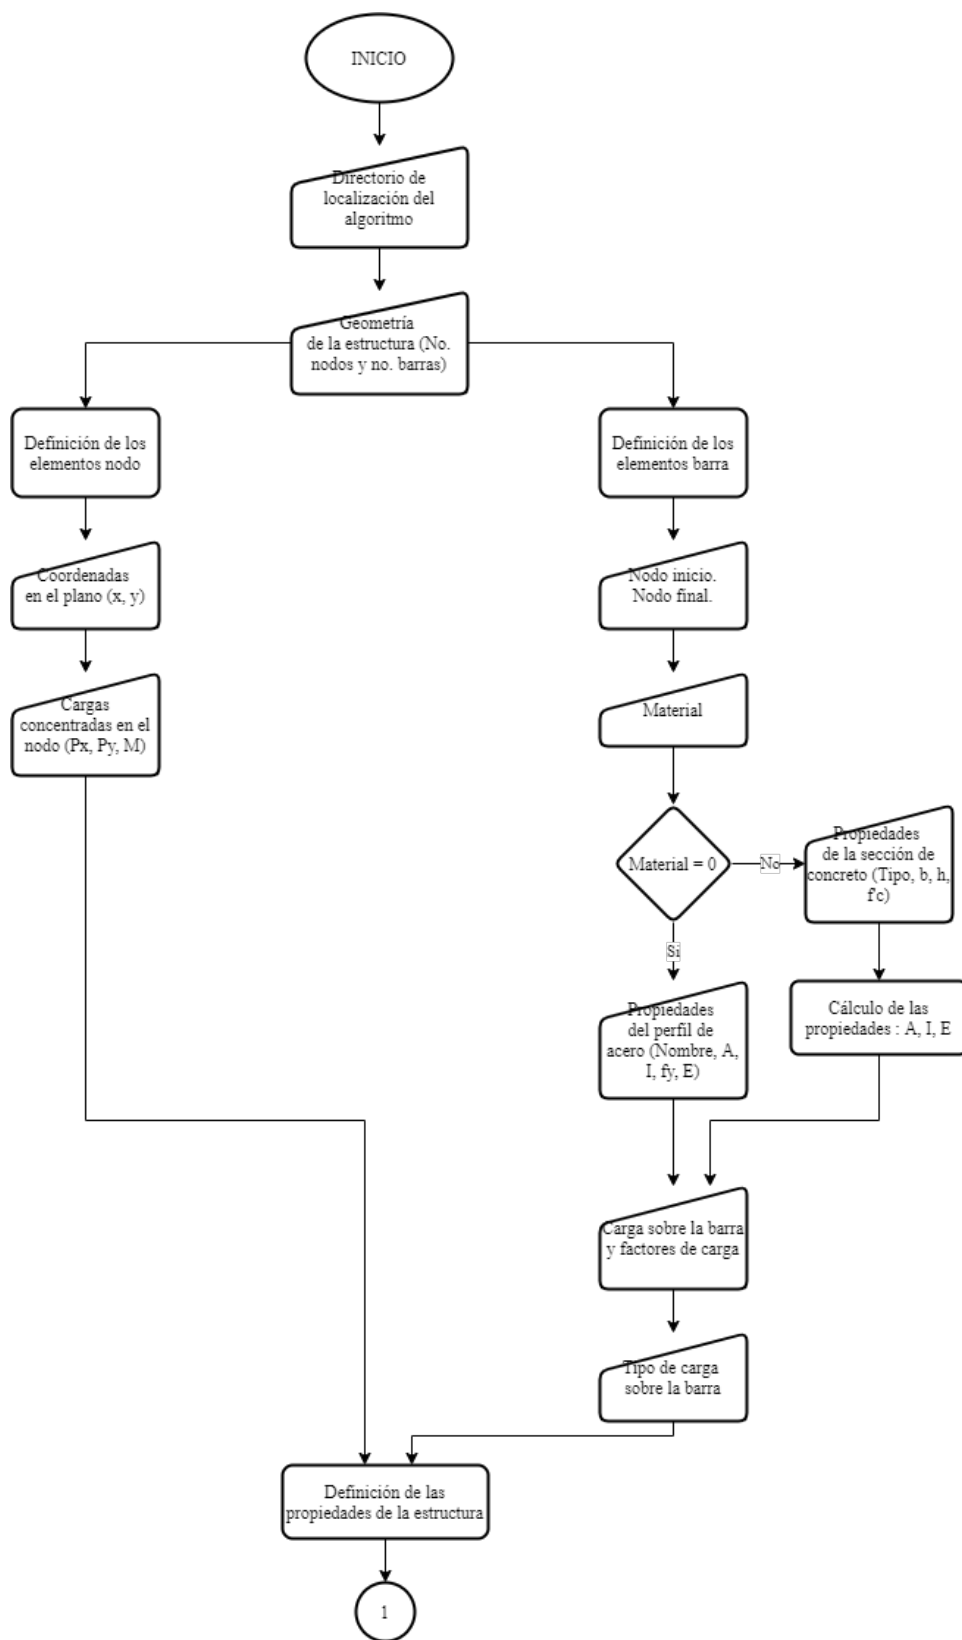 INICIO
Directorio de
localización del
algoritmo
Geometría
de la estructura (No.
nodos y no. barras)
Definición de los
elementos nodo
Definición de los
elementos barra
Coordenadas
en el plano (x, y)
Nodo inicio.
Nodo final.
Cargas
concentradas en el
nodo (Px, Py, M)
Material
Material = 0
No
Propiedades
de la sección de
concreto (Tipo, b, h,
f'c)
Si
Propiedades
del perfil de
acero (Nombre, A,
I, fy, E)
Cálculo de las
propiedades : A, I, E
Carga sobre la barra
y factores de carga
Tipo de carga
sobre la barra
Definición de las
propiedades de la estructura
1